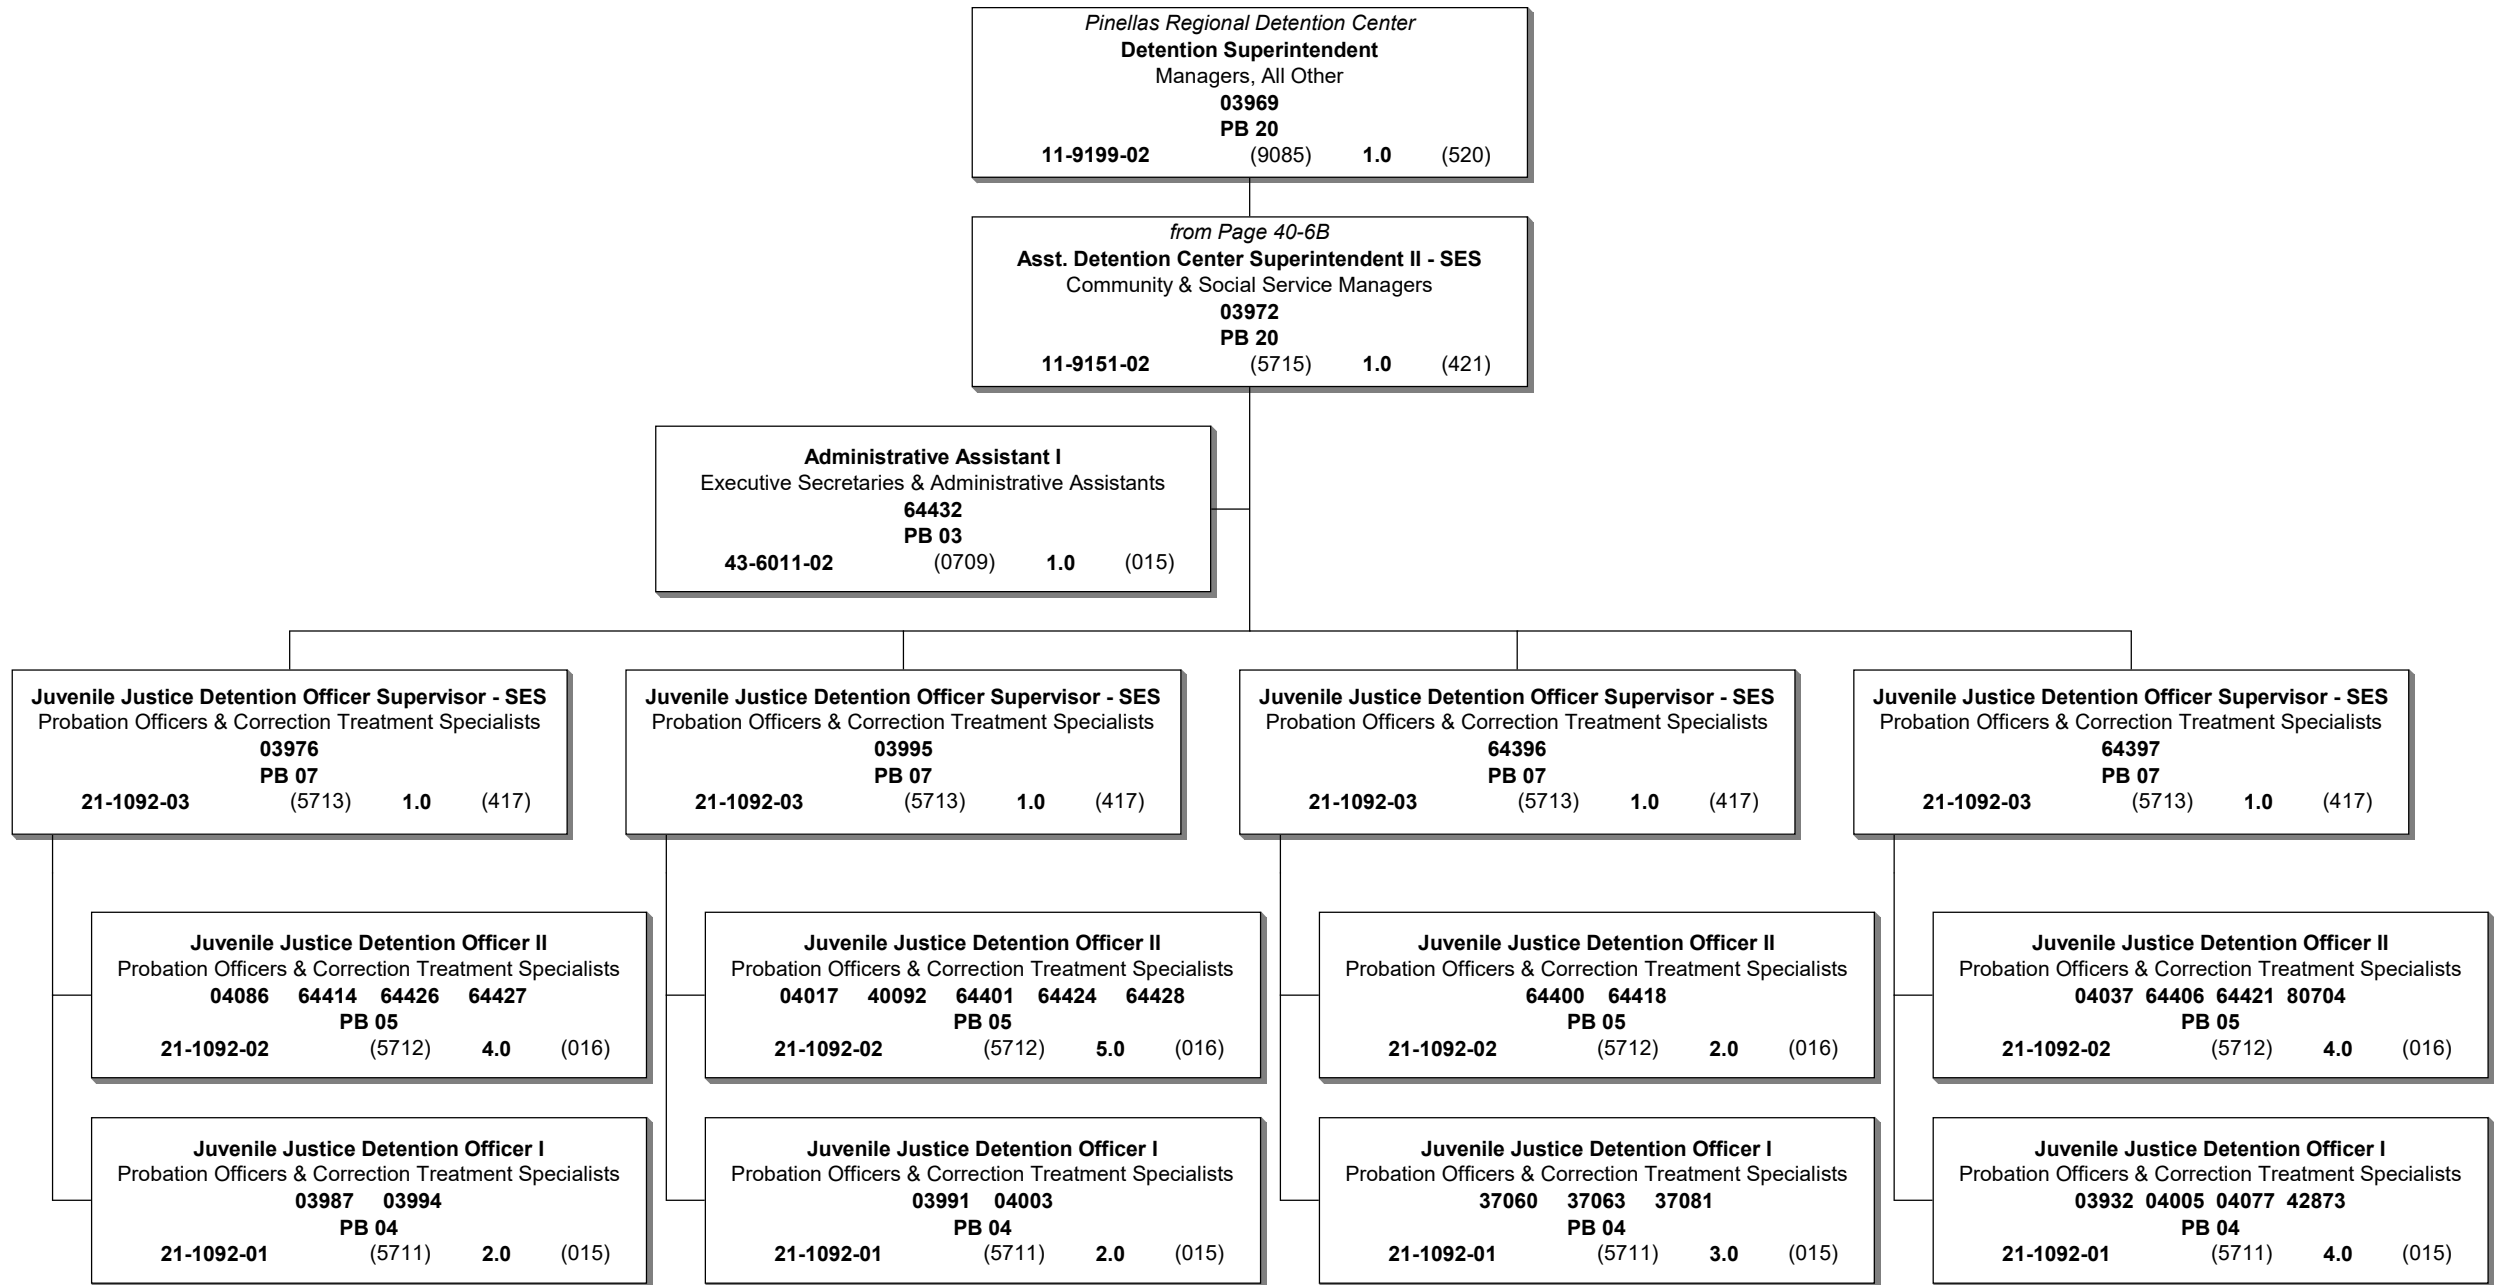 Pinellas Regional Detention Center
Detention Superintendent
Managers, All Other
03969
PB 20
11-9199-02 (9085) 1.0 (520)
from Page 40-6B
Asst. Detention Center Superintendent II - SES
Community & Social Service Managers
03972
PB 20
11-9151-02 (5715) 1.0 (421)
Administrative Assistant I
Executive Secretaries & Administrative Assistants
64432
PB 03
43-6011-02 (0709) 1.0 (015)
Juvenile Justice Detention Officer Supervisor - SES
Probation Officers & Correction Treatment Specialists
03976
PB 07
21-1092-03 (5713) 1.0 (417)
Juvenile Justice Detention Officer Supervisor - SES
Probation Officers & Correction Treatment Specialists
03995
PB 07
21-1092-03 (5713) 1.0 (417)
Juvenile Justice Detention Officer Supervisor - SES
Probation Officers & Correction Treatment Specialists
64396
PB 07
21-1092-03 (5713) 1.0 (417)
Juvenile Justice Detention Officer Supervisor - SES
Probation Officers & Correction Treatment Specialists
64397
PB 07
21-1092-03 (5713) 1.0 (417)
Juvenile Justice Detention Officer II
Probation Officers & Correction Treatment Specialists
04086 64414 64426 64427
PB 05
21-1092-02 (5712) 4.0 (016)
Juvenile Justice Detention Officer II
Probation Officers & Correction Treatment Specialists
04017 40092 64401 64424 64428
PB 05
21-1092-02 (5712) 5.0 (016)
Juvenile Justice Detention Officer II
Probation Officers & Correction Treatment Specialists
64400 64418
PB 05
21-1092-02 (5712) 2.0 (016)
Juvenile Justice Detention Officer II
Probation Officers & Correction Treatment Specialists
04037 64406 64421 80704
PB 05
21-1092-02 (5712) 4.0 (016)
Juvenile Justice Detention Officer I
Probation Officers & Correction Treatment Specialists
03987 03994
PB 04
21-1092-01 (5711) 2.0 (015)
Juvenile Justice Detention Officer I
Probation Officers & Correction Treatment Specialists
03991 04003
PB 04
21-1092-01 (5711) 2.0 (015)
Juvenile Justice Detention Officer I
Probation Officers & Correction Treatment Specialists
37060 37063 37081
PB 04
21-1092-01 (5711) 3.0 (015)
Juvenile Justice Detention Officer I
Probation Officers & Correction Treatment Specialists
03932 04005 04077 42873
PB 04
21-1092-01 (5711) 4.0 (015)